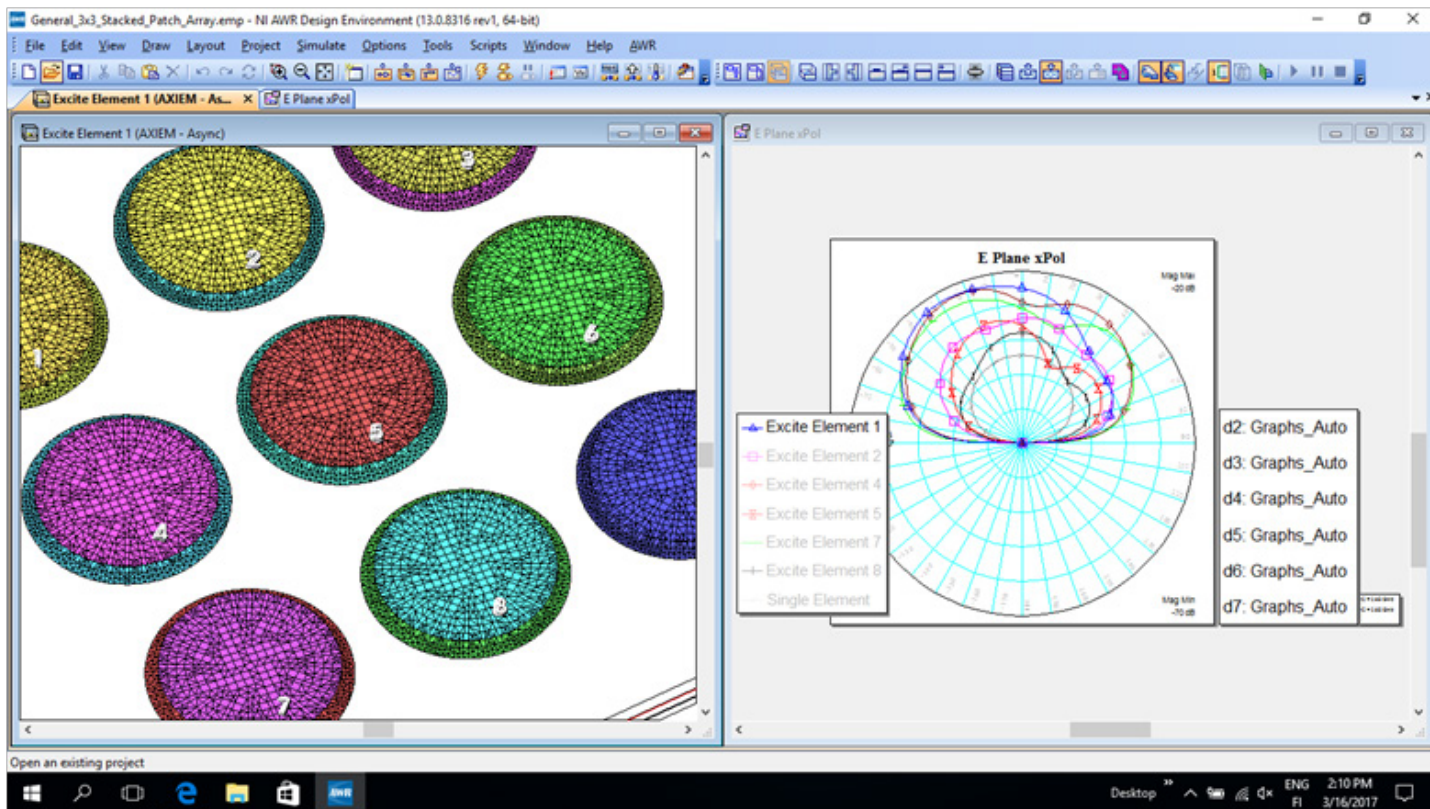 General_3x3_Stacked_Patch_Array.emp - NI AWR Design Environment (13.0.8316 rev1, 64-bit)
File Edit View Draw Layout Project Simulate Options Tools Scripts Window Help AWR
Excite Element 1 (AXIEM - As... E Plane xPol
Excite Element 1 (AXIEM - Async)
E Plane xPol
3
2
6
1
5
4
8
7
E Plane xPol
Mag Max
-20 dB
Excite Element 1
Excite Element 2
Excite Element 4
Excite Element 5
Excite Element 7
Excite Element 8
Single Element
Mag Min
-70 dB
d2: Graphs_Auto
d3: Graphs_Auto
d4: Graphs_Auto
d5: Graphs_Auto
d6: Graphs_Auto
d7: Graphs_Auto
Open an existing project
AWR
Desktop
ENG
FI
2:10 PM
3/16/2017